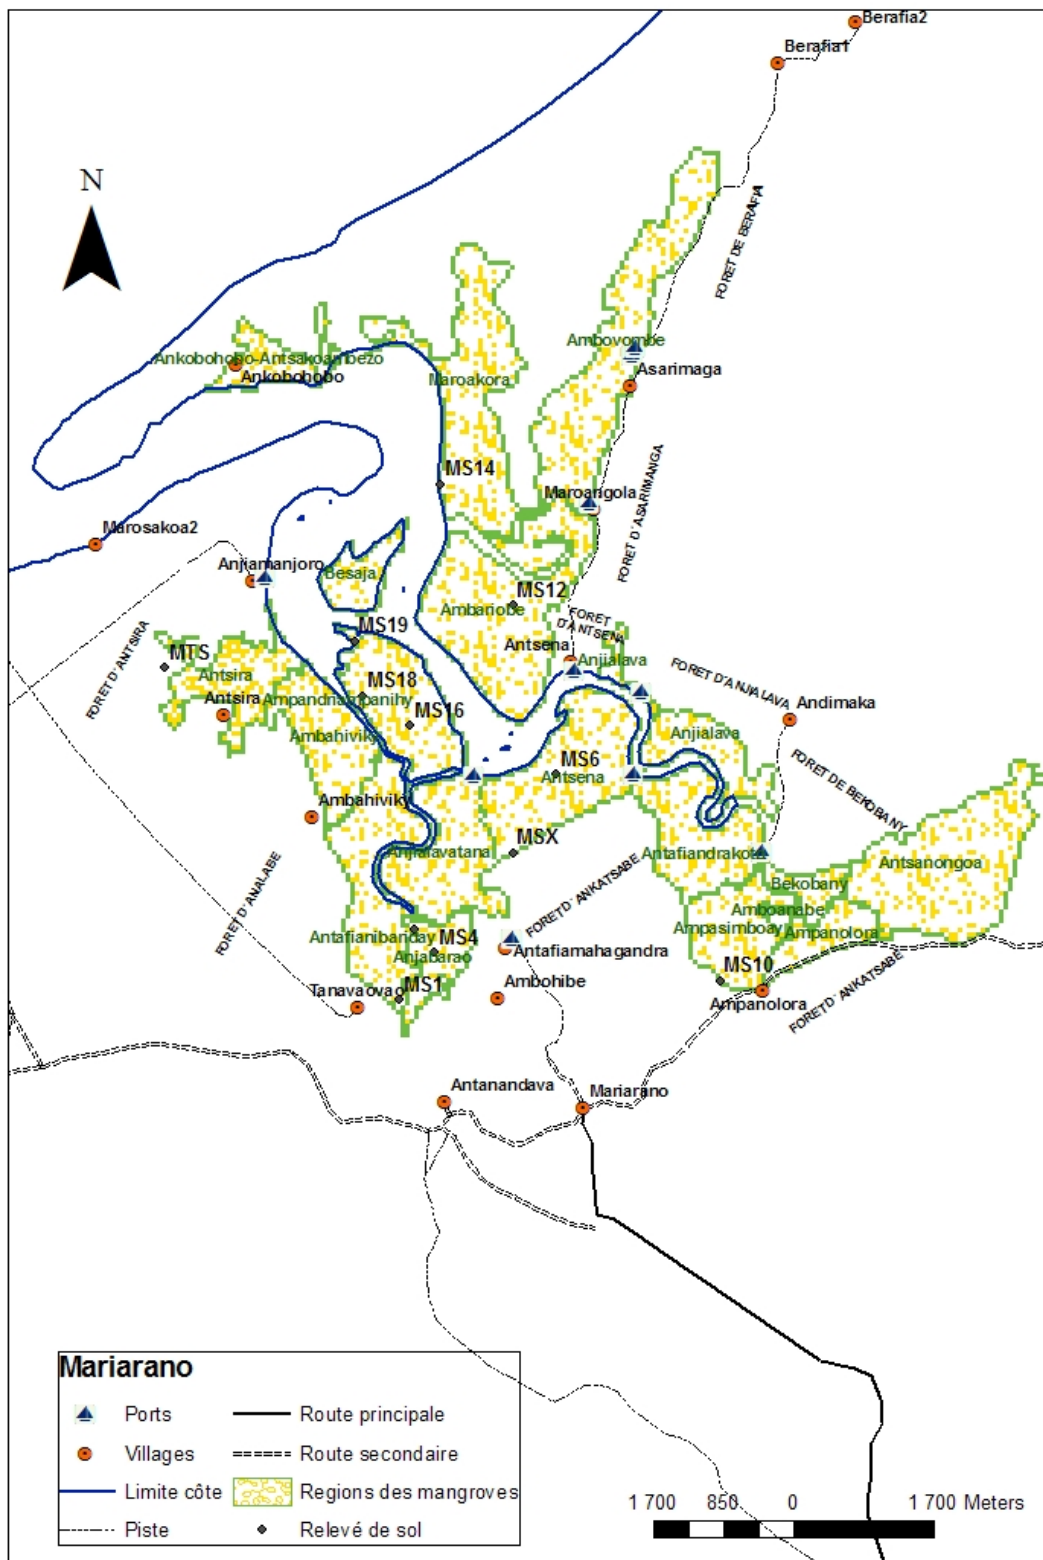 Berafia2
Berafia1
N
FORET DE BERAFIA
Ambovombe
Ankobohobo-Antsakoambezo
Ankobohobo
Maroakora
Asarimaga
MS14
Maroangola
FORET D'ASARIMANGA
Marosakoa2
Anjiamanjoro
Besaja
MS12
Ambariobe
FORET
D'ANTSENA
MS19
Antsena
Anjialava
FORET D'ANTSIRA
MTS
Antsira
FORET D'ANJIALAVA
MS18
Antsira
Andimaka
MS16
Ambahiviky
Anjialava
MS6
Antsena
FORET DE BEKOBANY
Ambahiviky
MSX
Anjialavatana
Antafiandrakoto
Antsanongoa
FORET D'ANALABE
FORET D'ANKATSABE
Bekobany
Amboanabe
Ampasimboay
Ampanolora
Antafianibanday
MS4
Anjabarao
Antafiamahagandra
MS10
Tanavaovao
MS1
Ambohibe
Ampanolora
FORET D'ANKATSABE
Antanandava
Mariarano
Mariarano
Ports
Route principale
Villages
Route secondaire
Limite côte
Regions des mangroves
Piste
Relevé de sol
1 700 850 0 1 700 Meters